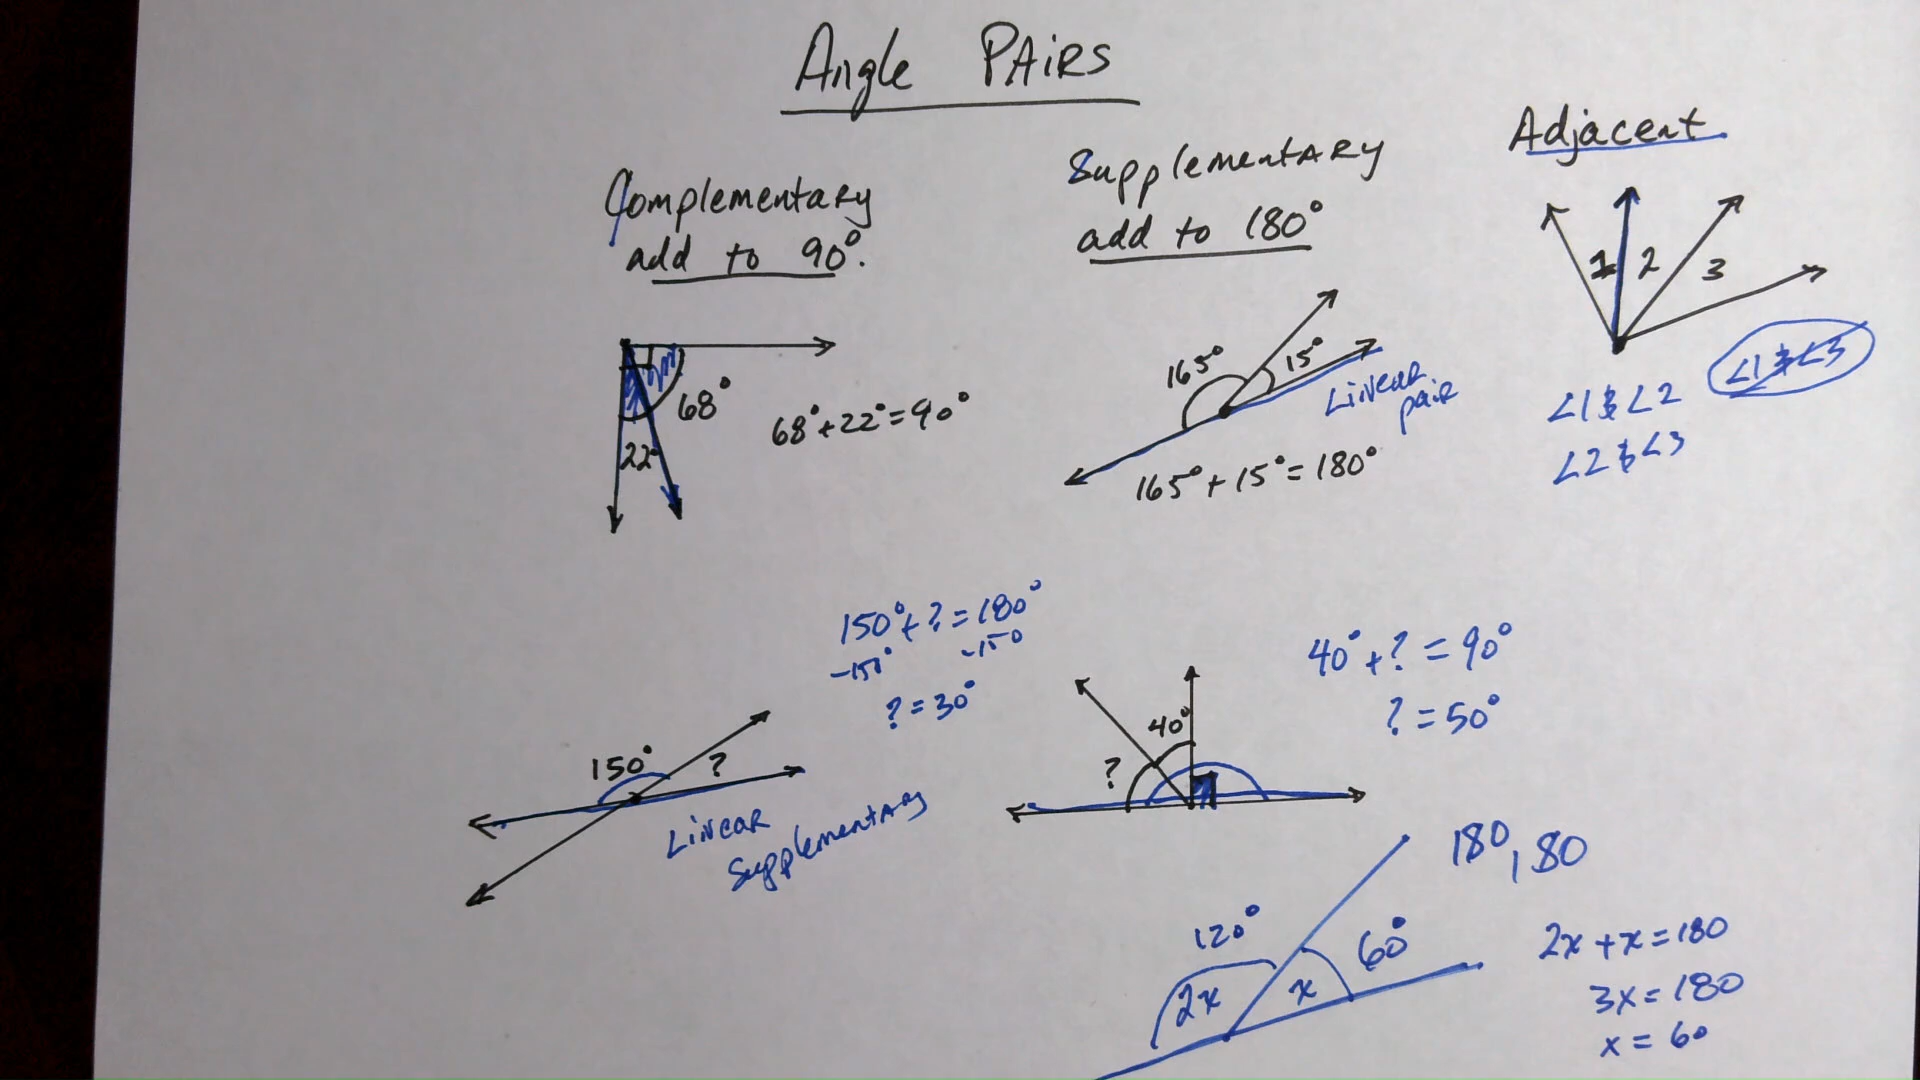 Angle PAiRS
Complementary
add to 90°.
68°
22°
68°+22°=90°
SupplementARy
add to 180°
165°
15°
Linear
pair
165°+15°=180°
Adjacent
1 2 3
∠1&∠2
∠2&∠3
∠1&∠3
150°+?=180°
-150° -150
?=30°
150°
?
Linear
Supplementary
40°+?=90°
?=50°
40°
?
180, 80
120°
60°
2x
x
2x+x=180
3x=180
x=60